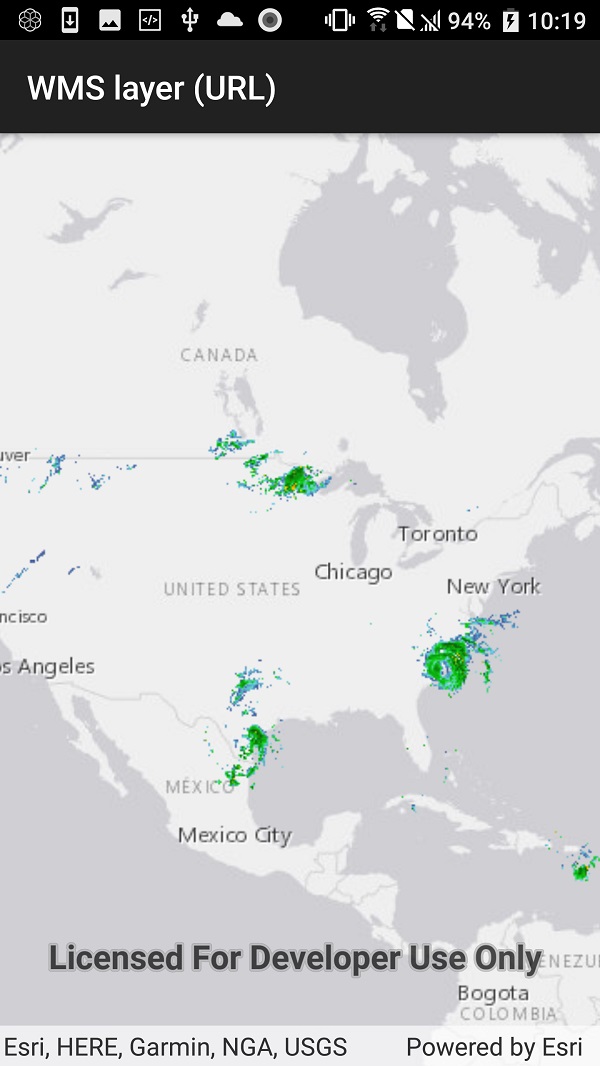 94% 10:19
WMS layer (URL)
CANADA
uver
Toronto
Chicago
UNITED STATES
New York
ncisco
os Angeles
MÉXICO
Mexico City
Licensed For Developer Use Only
ENEZU
Bogota
COLOMBIA
Esri, HERE, Garmin, NGA, USGS Powered by Esri